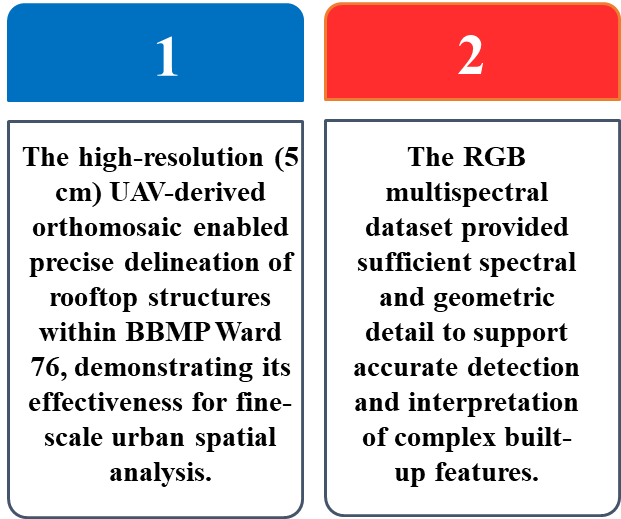 1
The high-resolution (5
cm) UAV-derived
orthomosaic enabled
precise delineation of
rooftop structures
within BBMP Ward
76, demonstrating its
effectiveness for fine-
scale urban spatial
analysis.
2
The RGB
multispectral
dataset provided
sufficient spectral
and geometric
detail to support
accurate detection
and interpretation
of complex built-
up features.